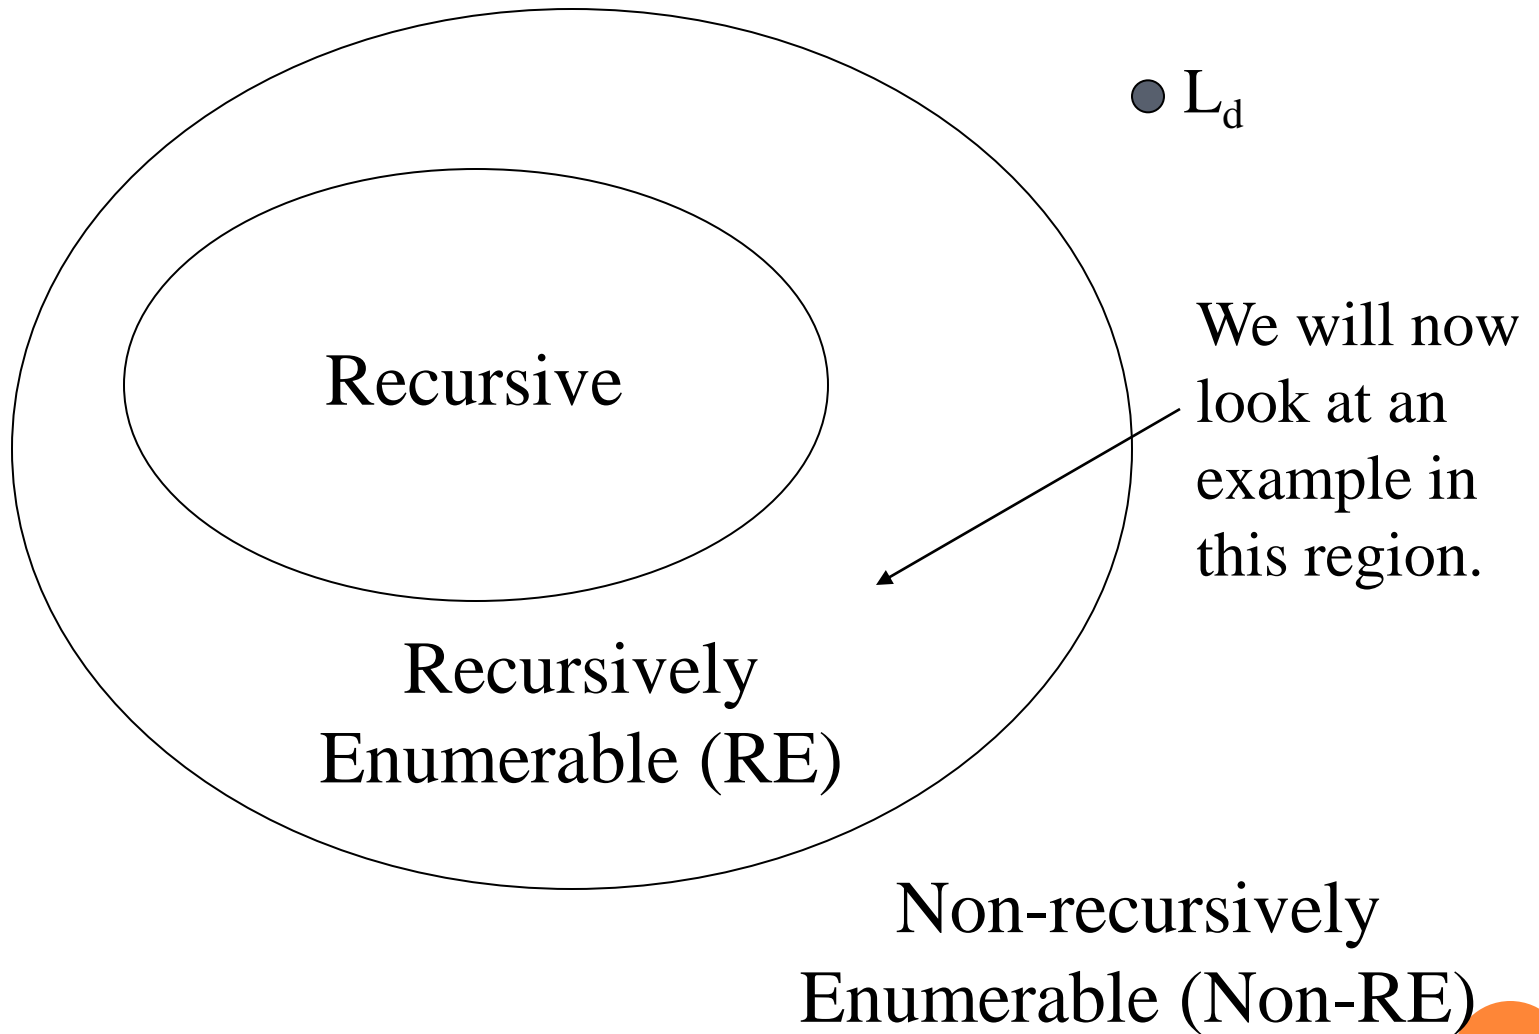 L_d
We will now
look at an
example in
this region.
Recursive
Recursively
Enumerable (RE)
Non-recursively
Enumerable (Non-RE)